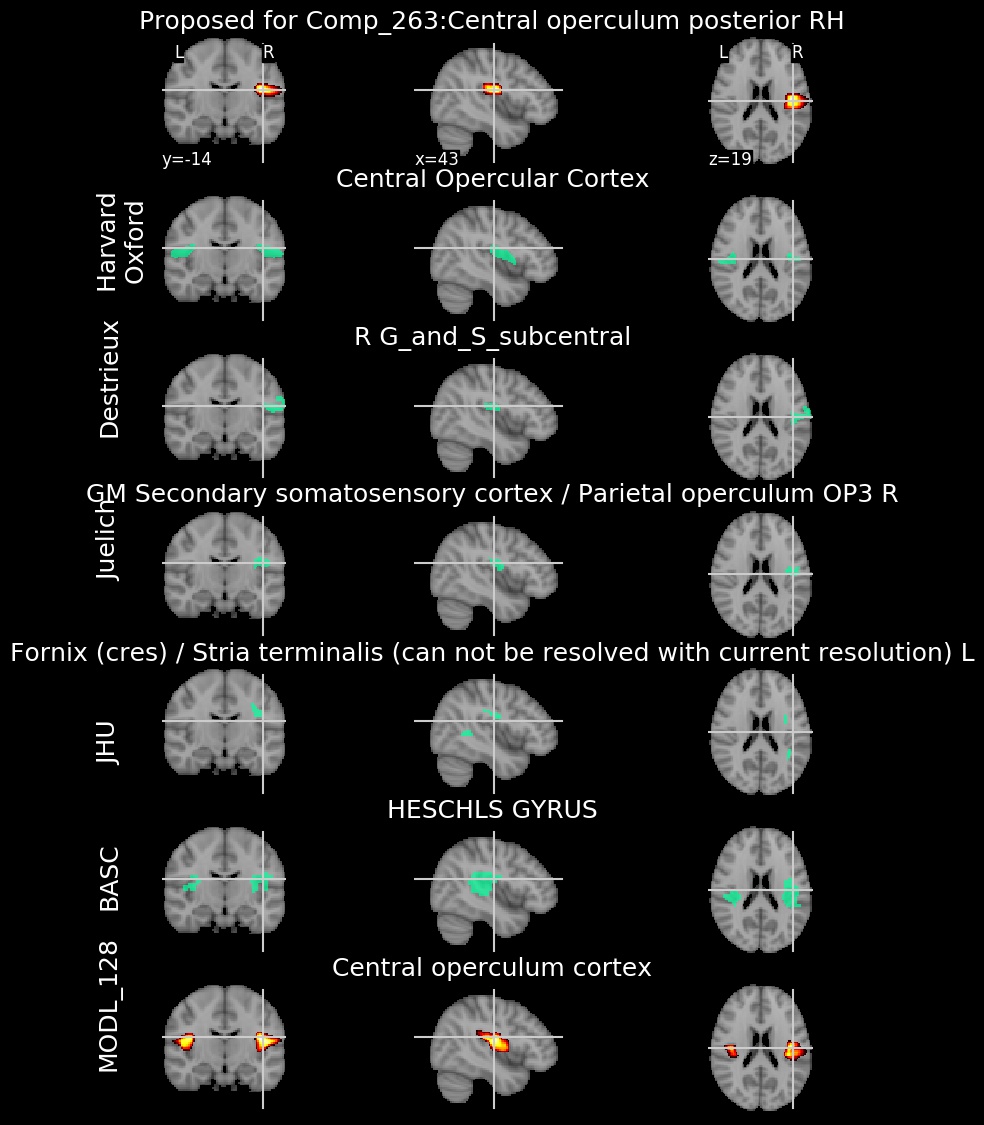 Proposed for Comp_263:Central operculum posterior RH
L R L R
y=-14 x=43 z=19
Central Opercular Cortex
Harvard
Oxford
R G_and_S_subcentral
Destrieux
GM Secondary somatosensory cortex / Parietal operculum OP3 R
Juelich
Fornix (cres) / Stria terminalis (can not be resolved with current resolution) L
JHU
HESCHLS GYRUS
BASC
Central operculum cortex
MODL_128